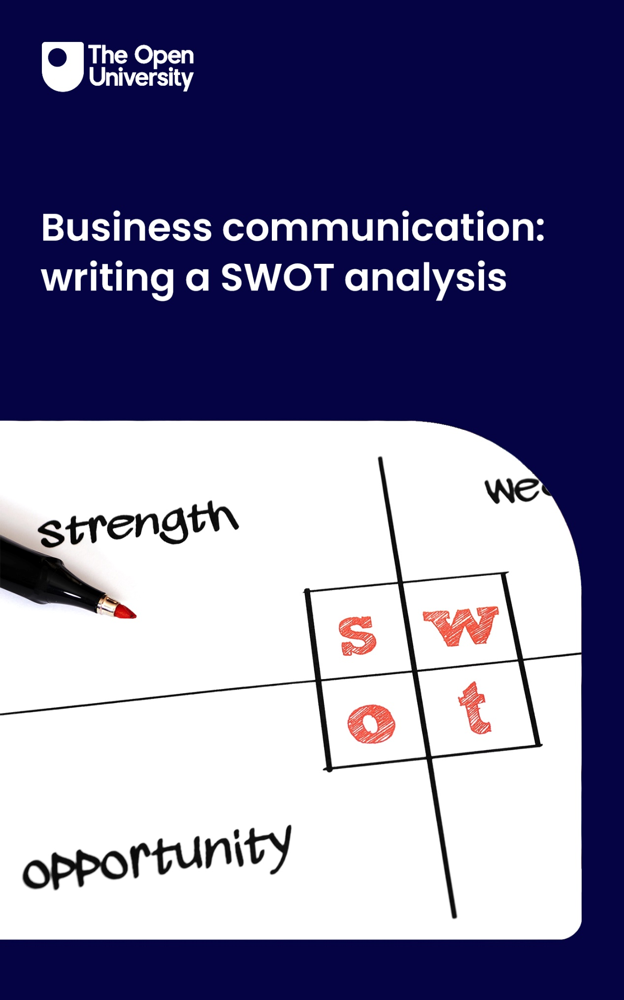 The Open
University
Business communication:
writing a SWOT analysis
strength
s w
o t
opportunity